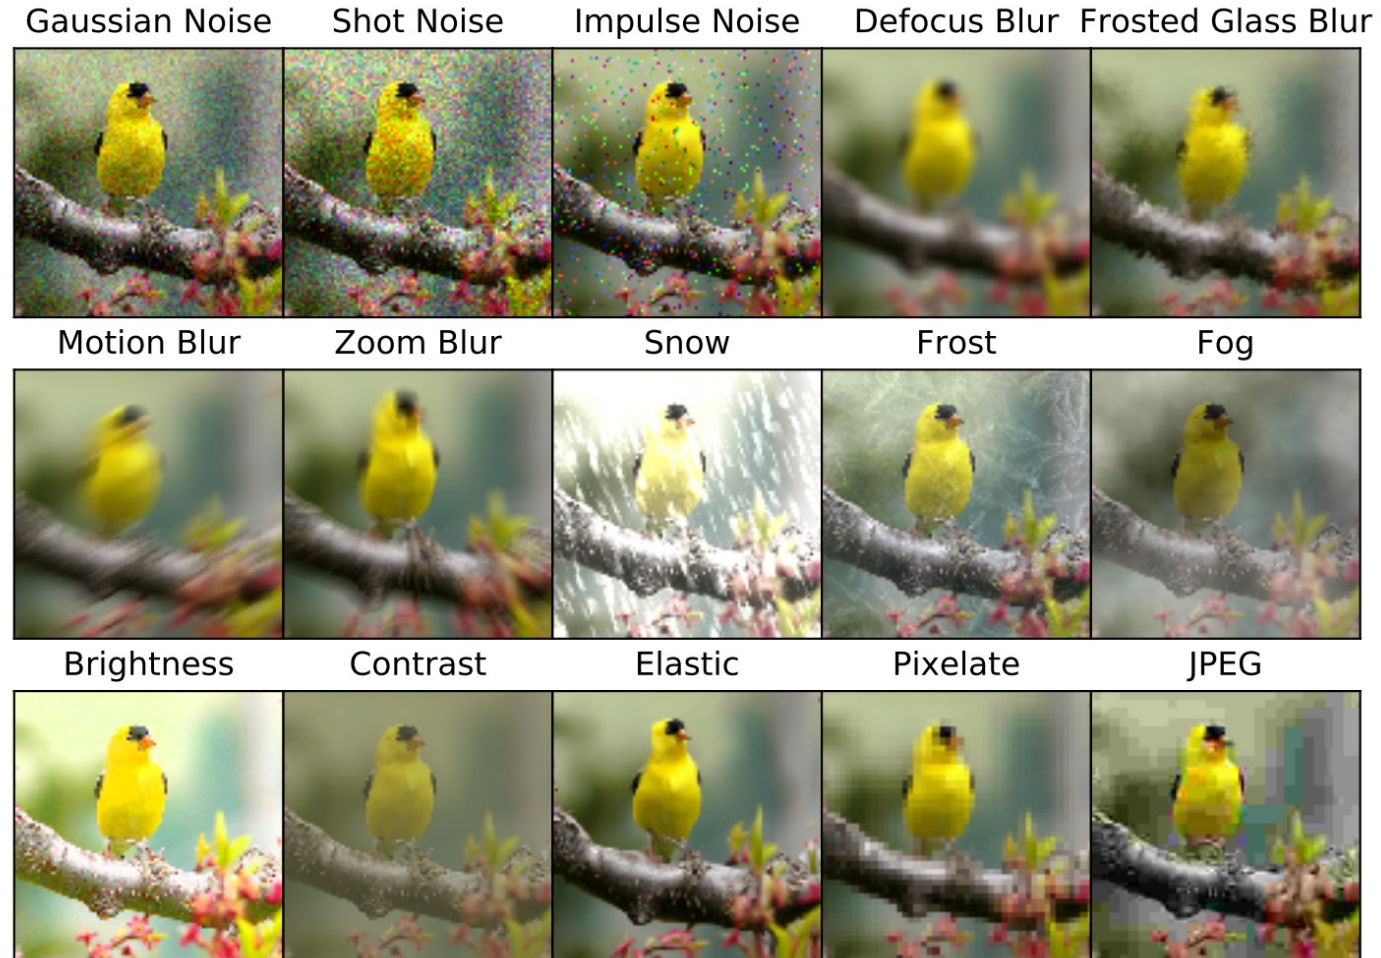 Gaussian Noise Shot Noise Impulse Noise Defocus Blur Frosted Glass Blur
Motion Blur Zoom Blur Snow Frost Fog
Brightness Contrast Elastic Pixelate JPEG